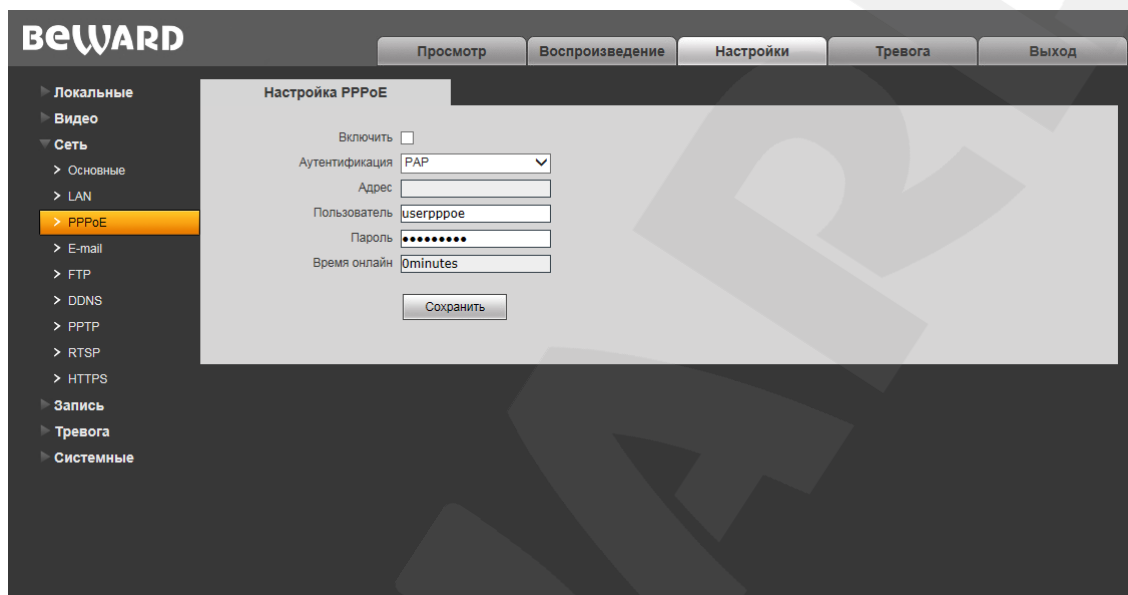 BEWARD
Просмотр
Воспроизведение
Настройки
Тревога
Выход
Локальные
Видео
Сеть
> Основные
> LAN
> PPPoE
> E-mail
> FTP
> DDNS
> PPTP
> RTSP
> HTTPS
Запись
Тревога
Системные
Настройка PPPoE
Включить
Аутентификация PAP
Адрес
Пользователь userpppoe
Пароль •••••••••
Время онлайн 0minutes
Сохранить